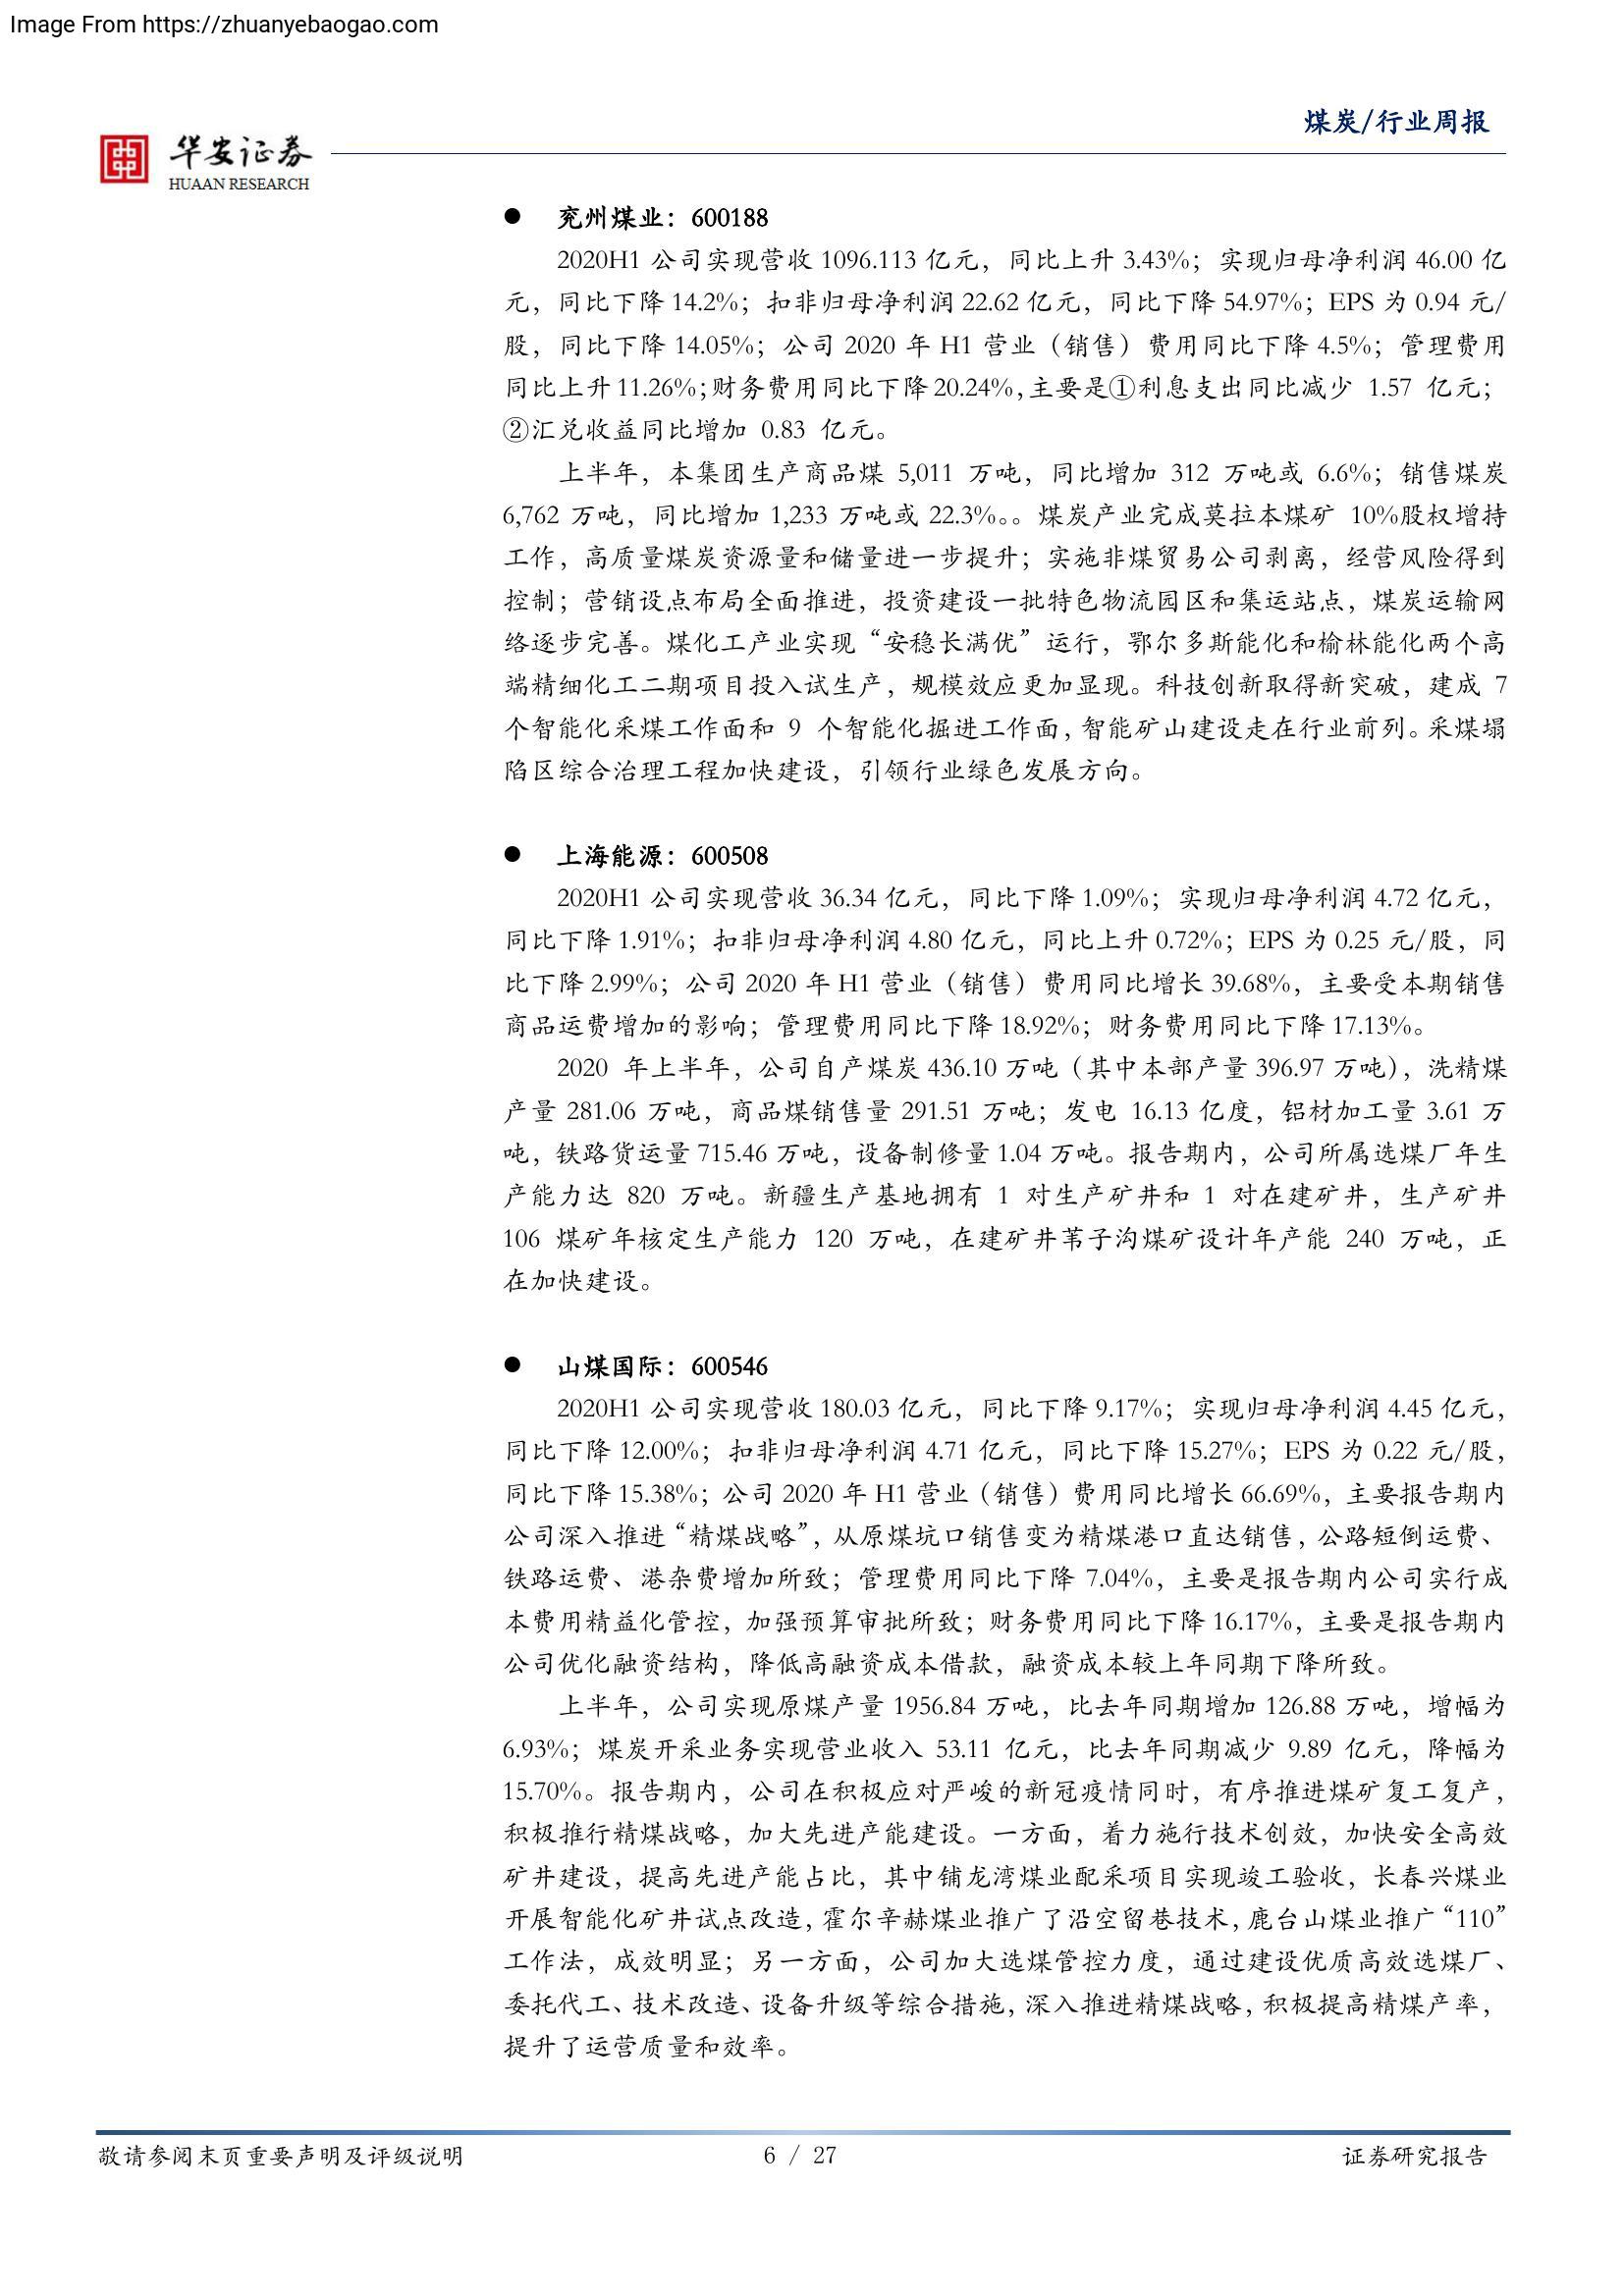 Image From https://zhuanyebaogao.com
煤炭/行业周报
华安证券
HUAAN RESEARCH
● 兖州煤业：600188
2020H1 公司实现营收 1096.113 亿元，同比上升 3.43%；实现归母净利润 46.00 亿
元，同比下降 14.2%；扣非归母净利润 22.62 亿元，同比下降 54.97%；EPS 为 0.94 元/
股，同比下降 14.05%；公司 2020 年 H1 营业（销售）费用同比下降 4.5%；管理费用
同比上升 11.26%；财务费用同比下降 20.24%，主要是①利息支出同比减少 1.57 亿元；
②汇兑收益同比增加 0.83 亿元。
上半年，本集团生产商品煤 5,011 万吨，同比增加 312 万吨或 6.6%；销售煤炭
6,762 万吨，同比增加 1,233 万吨或 22.3%。。煤炭产业完成莫拉本煤矿 10%股权增持
工作，高质量煤炭资源量和储量进一步提升；实施非煤贸易公司剥离，经营风险得到
控制；营销设点布局全面推进，投资建设一批特色物流园区和集运站点，煤炭运输网
络逐步完善。煤化工产业实现“安稳长满优”运行，鄂尔多斯能化和榆林能化两个高
端精细化工二期项目投入试生产，规模效应更加显现。科技创新取得新突破，建成 7
个智能化采煤工作面和 9 个智能化掘进工作面，智能矿山建设走在行业前列。采煤塌
陷区综合治理工程加快建设，引领行业绿色发展方向。
● 上海能源：600508
2020H1 公司实现营收 36.34 亿元，同比下降 1.09%；实现归母净利润 4.72 亿元，
同比下降 1.91%；扣非归母净利润 4.80 亿元，同比上升 0.72%；EPS 为 0.25 元/股，同
比下降 2.99%；公司 2020 年 H1 营业（销售）费用同比增长 39.68%，主要受本期销售
商品运费增加的影响；管理费用同比下降 18.92%；财务费用同比下降 17.13%。
2020 年上半年，公司自产煤炭 436.10 万吨（其中本部产量 396.97 万吨），洗精煤
产量 281.06 万吨，商品煤销售量 291.51 万吨；发电 16.13 亿度，铝材加工量 3.61 万
吨，铁路货运量 715.46 万吨，设备制修量 1.04 万吨。报告期内，公司所属选煤厂年生
产能力达 820 万吨。新疆生产基地拥有 1 对生产矿井和 1 对在建矿井，生产矿井
106 煤矿年核定生产能力 120 万吨，在建矿井苇子沟煤矿设计年产能 240 万吨，正
在加快建设。
● 山煤国际：600546
2020H1 公司实现营收 180.03 亿元，同比下降 9.17%；实现归母净利润 4.45 亿元，
同比下降 12.00%；扣非归母净利润 4.71 亿元，同比下降 15.27%；EPS 为 0.22 元/股，
同比下降 15.38%；公司 2020 年 H1 营业（销售）费用同比增长 66.69%，主要报告期内
公司深入推进“精煤战略”，从原煤坑口销售变为精煤港口直达销售，公路短倒运费、
铁路运费、港杂费增加所致；管理费用同比下降 7.04%，主要是报告期内公司实行成
本费用精益化管控，加强预算审批所致；财务费用同比下降 16.17%，主要是报告期内
公司优化融资结构，降低高融资成本借款，融资成本较上年同期下降所致。
上半年，公司实现原煤产量 1956.84 万吨，比去年同期增加 126.88 万吨，增幅为
6.93%；煤炭开采业务实现营业收入 53.11 亿元，比去年同期减少 9.89 亿元，降幅为
15.70%。报告期内，公司在积极应对严峻的新冠疫情同时，有序推进煤矿复工复产，
积极推行精煤战略，加大先进产能建设。一方面，着力施行技术创效，加快安全高效
矿井建设，提高先进产能占比，其中铺龙湾煤业配采项目实现竣工验收，长春兴煤业
开展智能化矿井试点改造，霍尔辛赫煤业推广了沿空留巷技术，鹿台山煤业推广“110”
工作法，成效明显；另一方面，公司加大选煤管控力度，通过建设优质高效选煤厂、
委托代工、技术改造、设备升级等综合措施，深入推进精煤战略，积极提高精煤产率，
提升了运营质量和效率。
敬请参阅末页重要声明及评级说明
6 / 27
证券研究报告